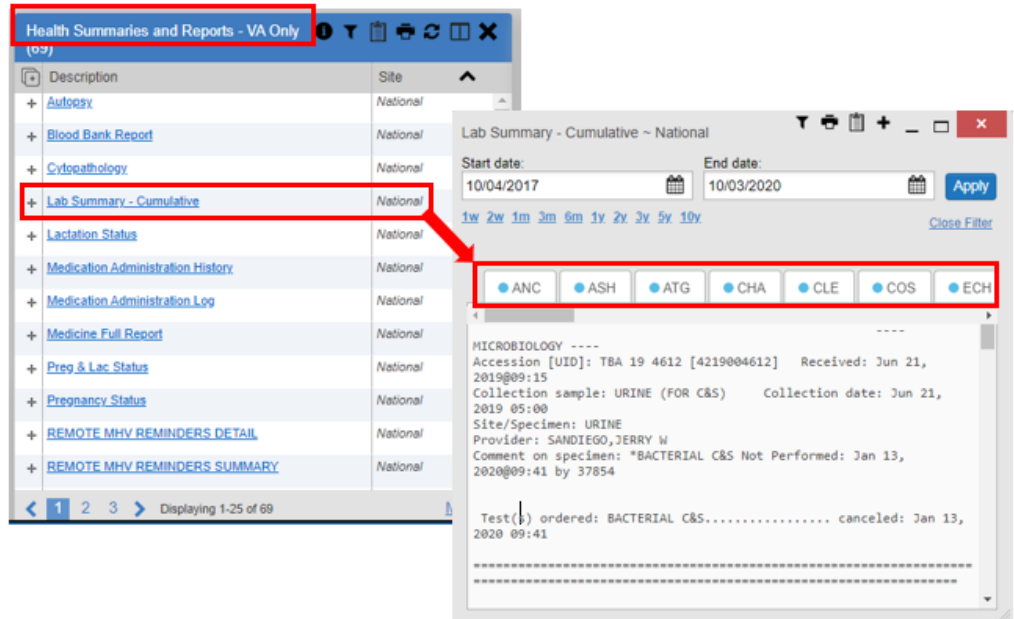 Health Summaries and Reports - VA Only
(69)
Description Site
Autopsy National
Blood Bank Report National
Cytopathology National
Lab Summary - Cumulative National
Lactation Status National
Medication Administration History National
Medication Administration Log National
Medicine Full Report National
Preg & Lac Status National
Pregnancy Status National
REMOTE MHV REMINDERS DETAIL National
REMOTE MHV REMINDERS SUMMARY National
1 2 3 Displaying 1-25 of 69
Lab Summary - Cumulative ~ National
Start date: End date:
10/04/2017 10/03/2020 Apply
1w 2w 1m 3m 6m 1y 2y 3y 5y 10y
Close Filter
ANC ASH ATG CHA CLE COS ECH
----
MICROBIOLOGY ----
Accession [UID]: TBA 19 4612 [4219004612] Received: Jun 21,
2019@09:15
Collection sample: URINE (FOR C&S) Collection date: Jun 21,
2019 05:00
Site/Specimen: URINE
Provider: SANDIEGO,JERRY W
Comment on specimen: *BACTERIAL C&S Not Performed: Jan 13,
2020@09:41 by 37854
Test(s) ordered: BACTERIAL C&S................. canceled: Jan 13,
2020 09:41